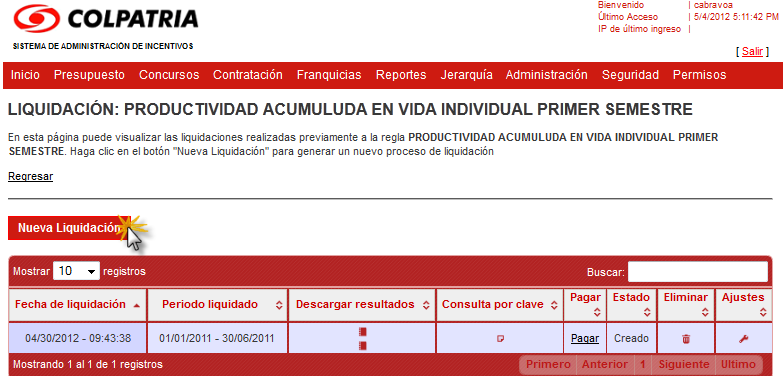 COLPATRIA
SISTEMA DE ADMINISTRACIÓN DE INCENTIVOS
Bienvenido | cabravoa
Último Acceso | 5/4/2012 5:11:42 PM
IP de último ingreso |
[ Salir ]
Inicio Presupuesto Concursos Contratación Franquicias Reportes Jerarquía Administración Seguridad Permisos
LIQUIDACIÓN: PRODUCTIVIDAD ACUMULUDA EN VIDA INDIVIDUAL PRIMER SEMESTRE
En esta página puede visualizar las liquidaciones realizadas previamente a la regla PRODUCTIVIDAD ACUMULUDA EN VIDA INDIVIDUAL PRIMER
SEMESTRE. Haga clic en el botón "Nueva Liquidación" para generar un nuevo proceso de liquidación
Regresar
Nueva Liquidación
Mostrar 10 registros Buscar:
Fecha de liquidación Periodo liquidado Descargar resultados Consulta por clave Pagar Estado Eliminar Ajustes
04/30/2012 - 09:43:38 01/01/2011 - 30/06/2011 Pagar Creado
Mostrando 1 al 1 de 1 registros Primero Anterior 1 Siguiente Ultimo